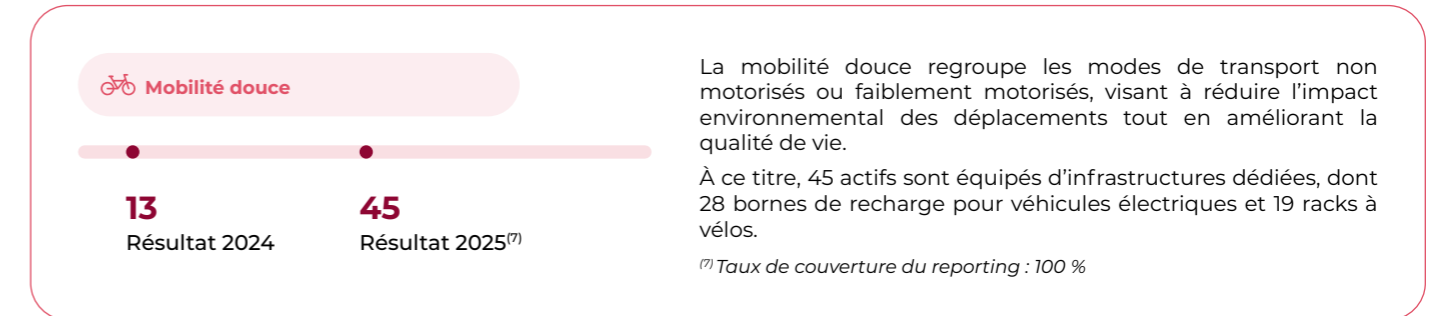 Mobilité douce
13
Résultat 2024
45
Résultat 2025(7)
La mobilité douce regroupe les modes de transport non
motorisés ou faiblement motorisés, visant à réduire l’impact
environnemental des déplacements tout en améliorant la
qualité de vie.
À ce titre, 45 actifs sont équipés d’infrastructures dédiées, dont
28 bornes de recharge pour véhicules électriques et 19 racks à
vélos.
(7) Taux de couverture du reporting : 100 %